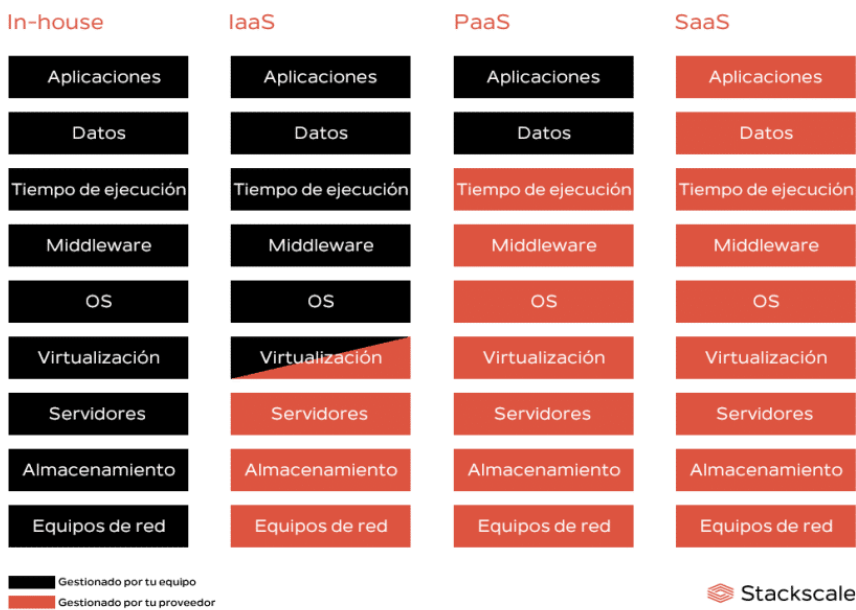 In-house
IaaS
PaaS
SaaS
Aplicaciones
Aplicaciones
Aplicaciones
Aplicaciones
Datos
Datos
Datos
Datos
Tiempo de ejecución
Tiempo de ejecución
Tiempo de ejecución
Tiempo de ejecución
Middleware
Middleware
Middleware
Middleware
OS
OS
OS
OS
Virtualización
Virtualización
Virtualización
Virtualización
Servidores
Servidores
Servidores
Servidores
Almacenamiento
Almacenamiento
Almacenamiento
Almacenamiento
Equipos de red
Equipos de red
Equipos de red
Equipos de red
Gestionado por tu equipo
Gestionado por tu proveedor
Stackscale